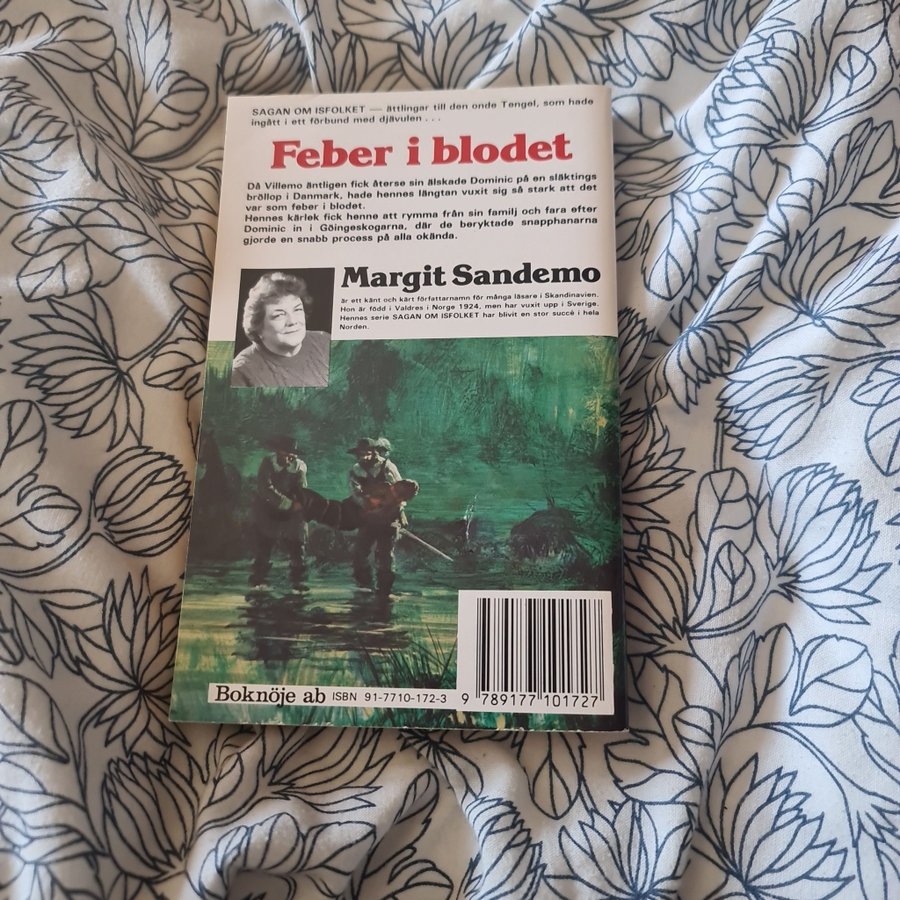 SAGAN OM ISFOLKET — ättlingar till den onde Tengel, som hade
ingått i ett förbund med djävulen . . .
Feber i blodet
Då Villemo äntligen fick återse sin älskade Dominic på en släktings
bröllop i Danmark, hade hennes längtan vuxit sig så stark att det
var som feber i blodet.
Hennes kärlek fick henne att rymma från sin familj och fara efter
Dominic in i Göingeskogarna, där de beryktade snapphanarna
gjorde en snabb process på alla okända.
Margit Sandemo
är ett känt och kärt författarnamn för många läsare i Skandinavien.
Hon är född i Valdres i Norge 1924, men har vuxit upp i Sverige.
Hennes serie SAGAN OM ISFOLKET har blivit en stor succé i hela
Norden.
Boknöje ab ISBN 91-7710-172-3
9 789177 101727